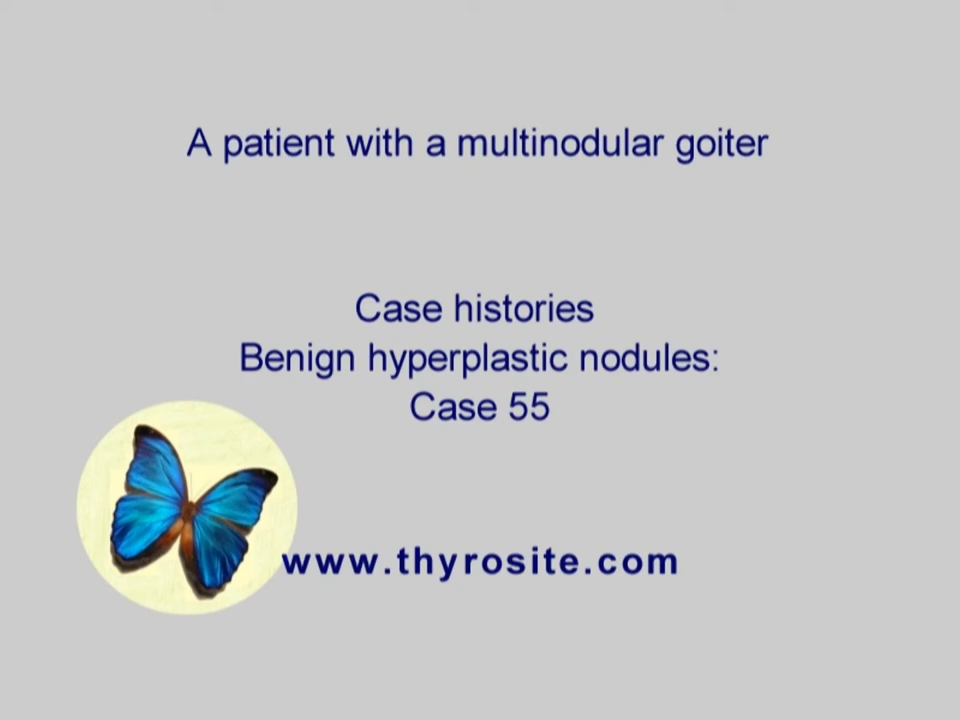 A patient with a multinodular goiter
Case histories
Benign hyperplastic nodules:
Case 55
www.thyrosite.com